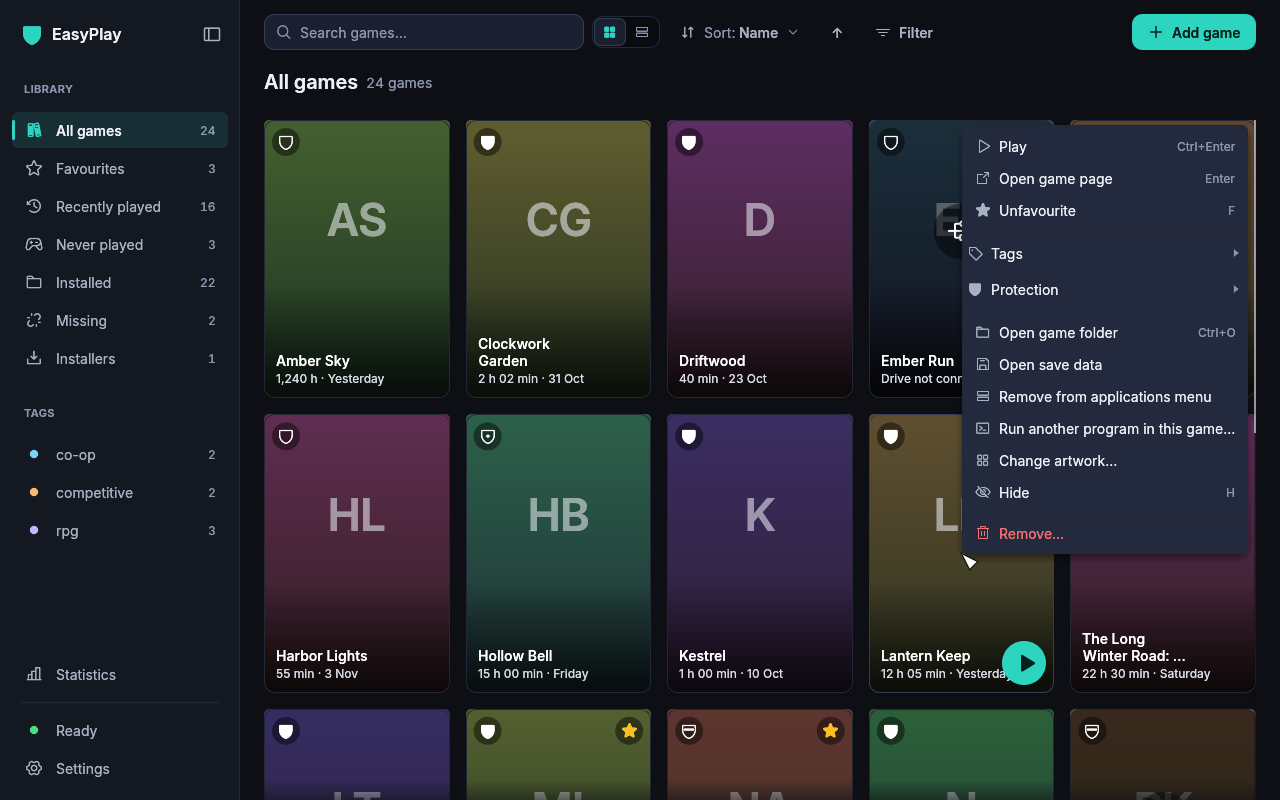 EasyPlay
LIBRARY
All games 24
Favourites 3
Recently played 16
Never played 3
Installed 22
Missing 2
Installers 1
TAGS
co-op 2
competitive 2
rpg 3
Statistics
Ready
Settings
Search games...
Sort: Name
Filter
Add game
All games 24 games
AS
Amber Sky
1,240 h · Yesterday
CG
Clockwork
Garden
2 h 02 min · 31 Oct
D
Driftwood
40 min · 23 Oct
Ember Run
Drive not conn
Play Ctrl+Enter
Open game page Enter
Unfavourite F
Tags
Protection
Open game folder Ctrl+O
Open save data
Remove from applications menu
Run another program in this game...
Change artwork...
Hide H
Remove...
HL
Harbor Lights
55 min · 3 Nov
HB
Hollow Bell
15 h 00 min · Friday
K
Kestrel
1 h 00 min · 10 Oct
L
Lantern Keep
12 h 05 min · Yesterday
The Long
Winter Road: ...
22 h 30 min · Saturday
LT
ML
NA
N